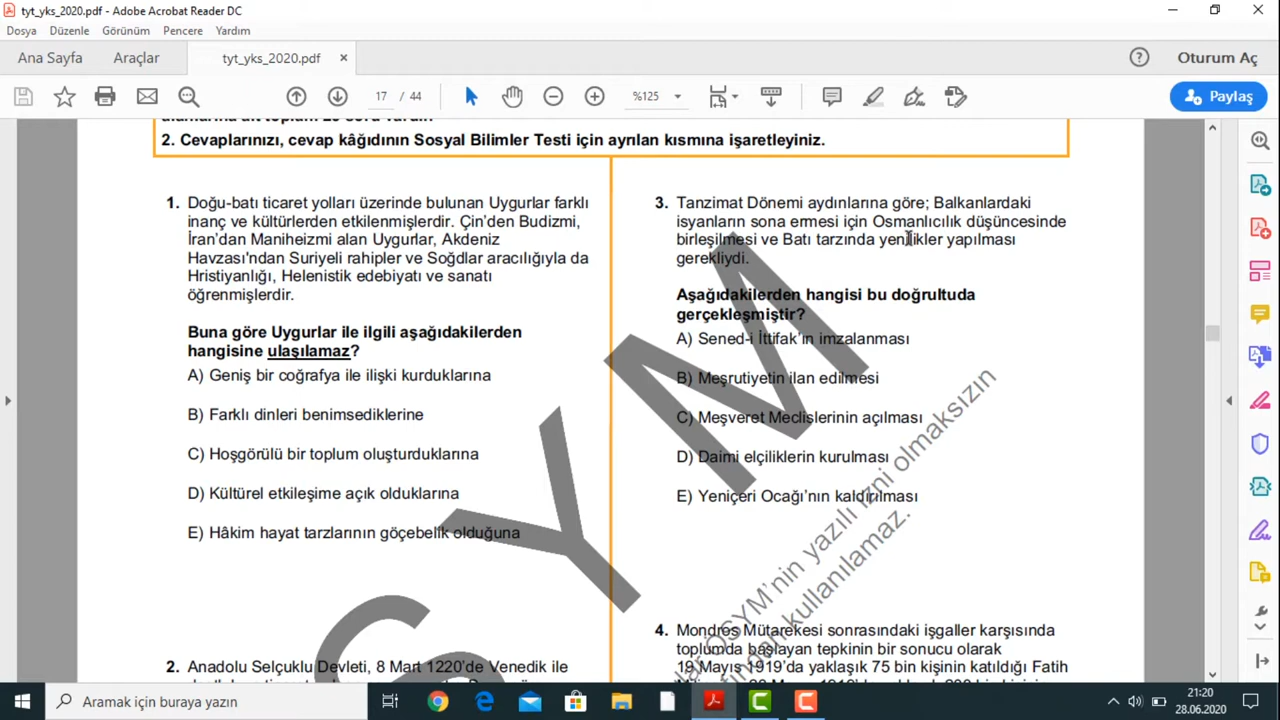 tyt_yks_2020.pdf - Adobe Acrobat Reader DC
Dosya Düzenle Görünüm Pencere Yardım
Ana Sayfa Araçlar tyt_yks_2020.pdf × Oturum Aç
17 / 44 %125 Paylaş
2. Cevaplarınızı, cevap kâğıdının Sosyal Bilimler Testi için ayrılan kısmına işaretleyiniz.
1. Doğu-batı ticaret yolları üzerinde bulunan Uygurlar farklı
inanç ve kültürlerden etkilenmişlerdir. Çin’den Budizmi,
İran’dan Maniheizmi alan Uygurlar, Akdeniz
Havzası'ndan Suriyeli rahipler ve Soğdlar aracılığıyla da
Hristiyanlığı, Helenistik edebiyatı ve sanatı
öğrenmişlerdir.
Buna göre Uygurlar ile ilgili aşağıdakilerden
hangisine ulaşılamaz?
A) Geniş bir coğrafya ile ilişki kurduklarına
B) Farklı dinleri benimsediklerine
C) Hoşgörülü bir toplum oluşturduklarına
D) Kültürel etkileşime açık olduklarına
E) Hâkim hayat tarzlarının göçebelik olduğuna
2. Anadolu Selçuklu Devleti, 8 Mart 1220’de Venedik ile
3. Tanzimat Dönemi aydınlarına göre; Balkanlardaki
isyanların sona ermesi için Osmanlıcılık düşüncesinde
birleşilmesi ve Batı tarzında yenilikler yapılması
gerekliydi.
Aşağıdakilerden hangisi bu doğrultuda
gerçekleşmiştir?
A) Sened-i İttifak’ın imzalanması
B) Meşrutiyetin ilan edilmesi
C) Meşveret Meclislerinin açılması
D) Daimi elçiliklerin kurulması
E) Yeniçeri Ocağı’nın kaldırılması
4. Mondros Mütarekesi sonrasındaki işgaller karşısında
toplumda başlayan tepkinin bir sonucu olarak
19 Mayıs 1919’da yaklaşık 75 bin kişinin katıldığı Fatih
SYM
ÖSYM’nin yazılı izni olmaksızın
kullanılamaz.
Aramak için buraya yazın
21:20
28.06.2020